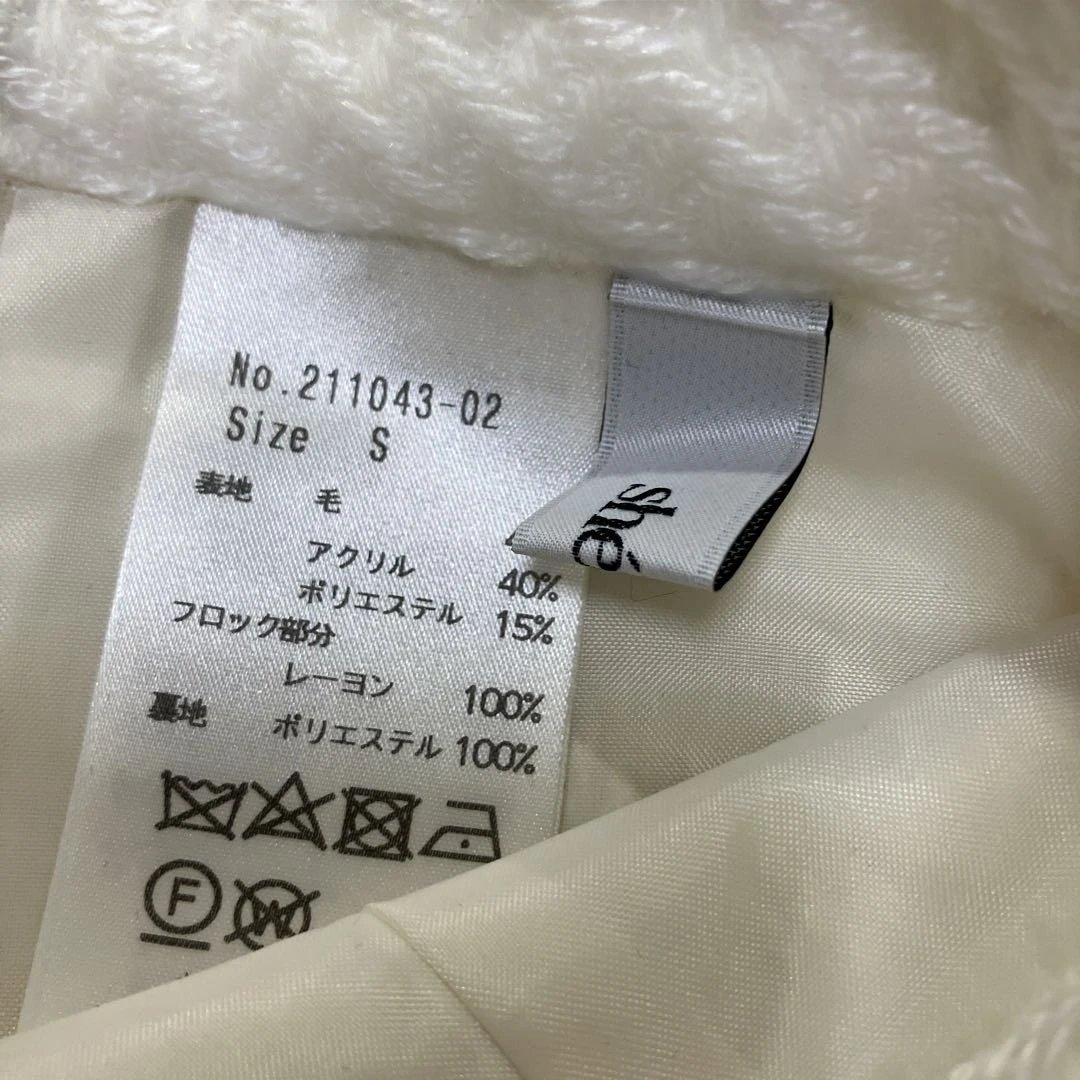 No.211043-02
Size S
表地 毛
アクリル 40%
ポリエステル 15%
フロック部分
レーヨン 100%
裏地 ポリエステル 100%
F
W
shé